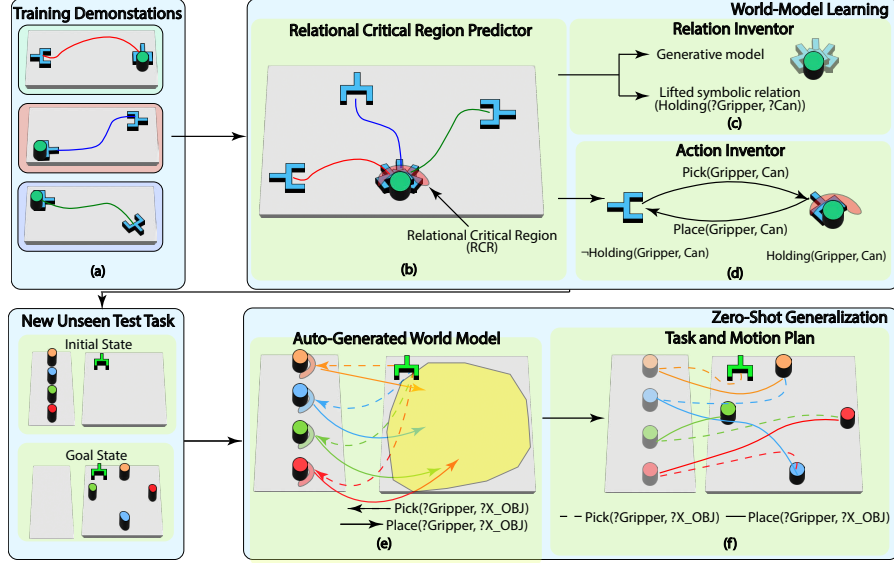 Training Demonstations
(a)
World-Model Learning
Relational Critical Region Predictor
Relational Critical Region
(RCR)
(b)
Relation Inventor
Generative model
Lifted symbolic relation
(Holding(?Gripper, ?Can))
(c)
Action Inventor
Pick(Gripper, Can)
Place(Gripper, Can)
¬Holding(Gripper, Can)
Holding(Gripper, Can)
(d)
New Unseen Test Task
Initial State
Goal State
Zero-Shot Generalization
Auto-Generated World Model
Pick(?Gripper, ?X_OBJ)
Place(?Gripper, ?X_OBJ)
(e)
Task and Motion Plan
Pick(?Gripper, ?X_OBJ)
Place(?Gripper, ?X_OBJ)
(f)